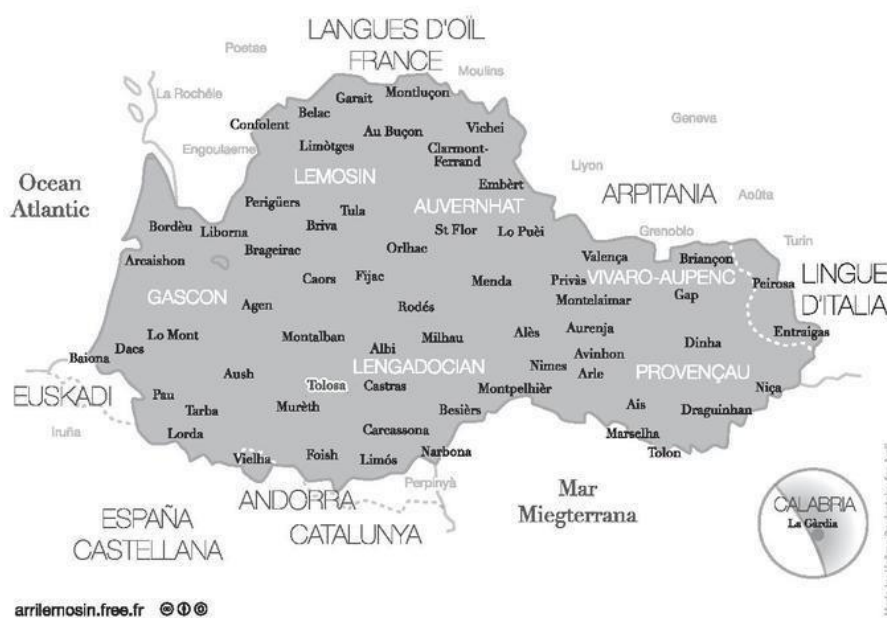 LANGUES D'OÏL
FRANCE
Poetae
Moulins
La Rochéle
Garait
Montluçon
Belac
Confolent
Au Buçon
Vichei
Geneva
Engoulaeme
Limòtges
Clarmont-
Ferrand
Liyon
Ocean
Atlantic
LEMOSIN
Embèrt
ARPITANIA
Aoûta
Perigüers
Tula
AUVERNHAT
Bordèu
Liborna
Briva
St Flor
Lo Puèi
Grenoblo
Turin
Brageirac
Orlhac
Valença
Briançon
Arcaishon
Caors
Fijac
Menda
Privàs
VIVARO-AUPENC
Peirosa
LINGUE
D'ITALIA
GASCON
Agen
Rodés
Montelaimar
Gap
Lo Mont
Montalban
Milhau
Alès
Aurenja
Entraigas
Dacs
Albi
Dinha
Baiona
LENGADOCIAN
Avinhon
Nimes
Arle
PROVENÇAU
Aush
Tolosa
Castras
Montpelhièr
Niça
EUSKADI
Pau
Murèth
Besièrs
Ais
Draguinhan
Tarba
Iruña
Lorda
Carcassona
Marselha
Vielha
Foish
Limós
Narbona
Tolon
Perpinyà
ANDORRA
CATALUNYA
Mar
Miegterrana
CALABRIA
La Gàrdia
ESPAÑA
CASTELLANA
arrilemosin.free.fr